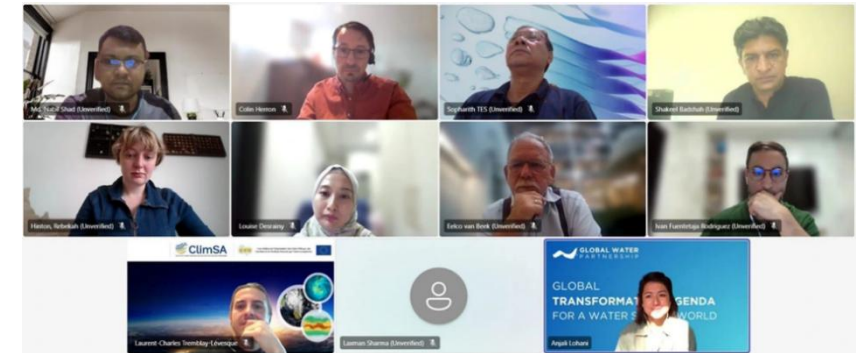 Md. Nabil Shad (Unverified)
Colin Herron
Sopharith TES (Unverified)
Shakeel Badshah (Unverified)
Hinton, Rebekah (Unverified)
Louise Desrainy (Unverified)
Eelco van Beek (Unverified)
Ivan Fuentetaja Rodriguez (Unverified)
ClimSA
GLOBAL WATER
PARTNERSHIP
GLOBAL
FOR A WATER WORLD
Laurent-Charles Tremblay-Lévesque
Laxman Sharma (Unverified)
Anjali Lohani